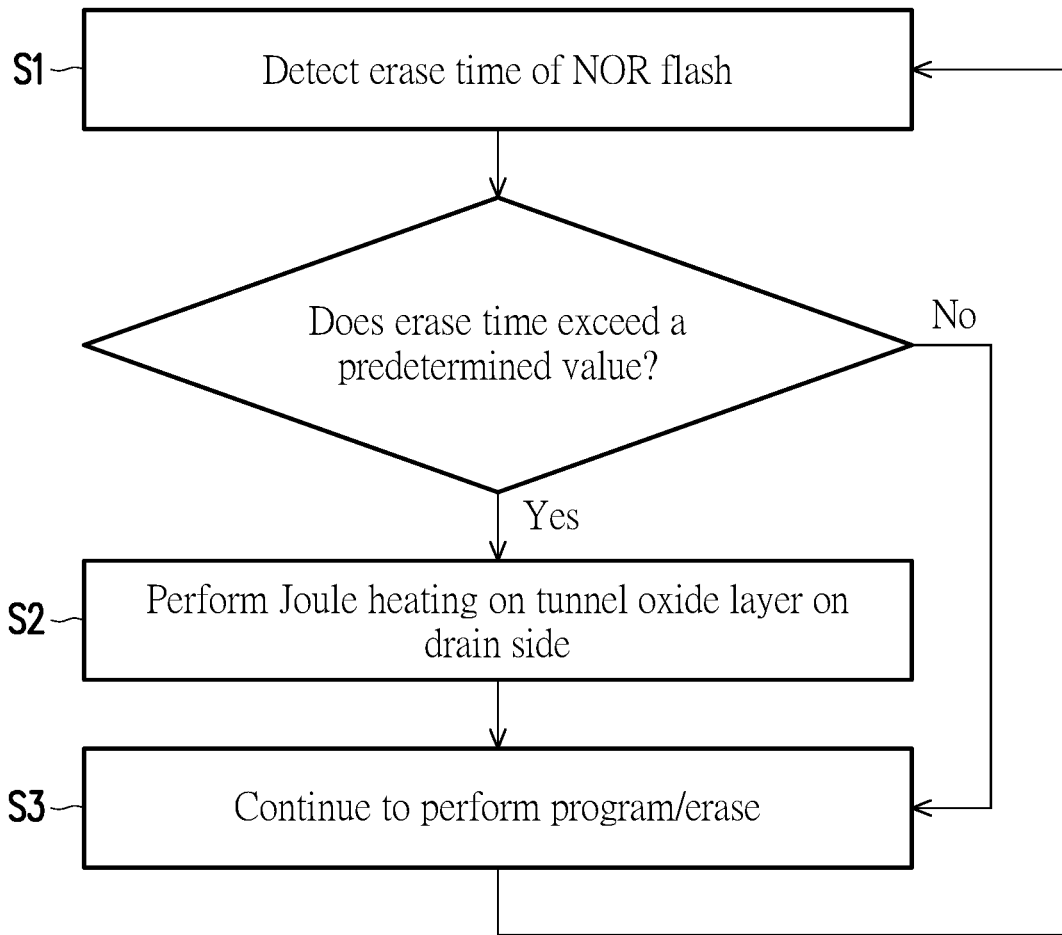 S1
Detect erase time of NOR flash
Does erase time exceed a
predetermined value?
No
Yes
S2
Perform Joule heating on tunnel oxide layer on
drain side
S3
Continue to perform program/erase